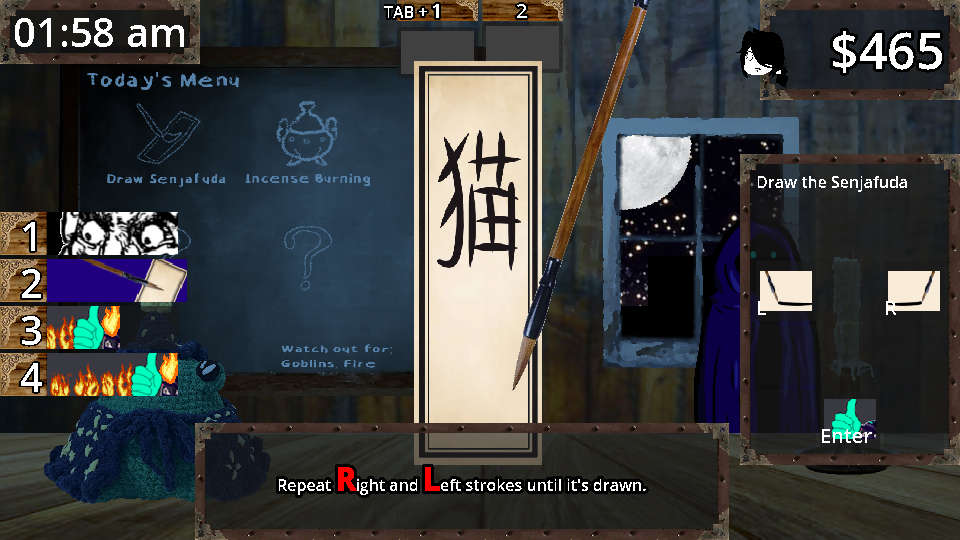 01:58 am
TAB + 1
2
$465
Today's Menu
Draw Senjafuda
Incense Burning
?
Watch out for:
Goblins, Fire
1
2
3
4
猫
Draw the Senjafuda
L
R
Enter
Repeat Right and Left strokes until it's drawn.